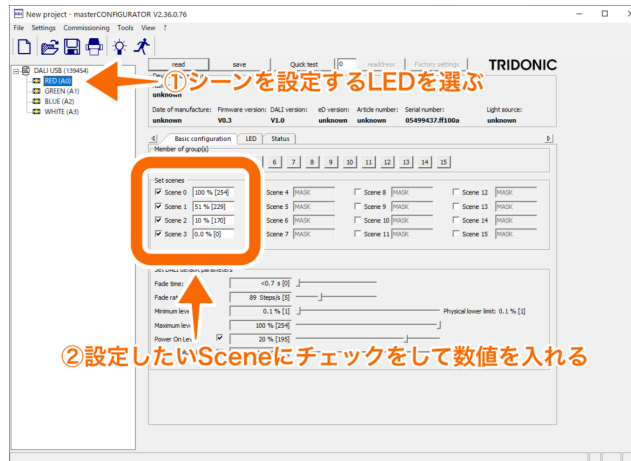 New project - masterCONFIGURATOR V2.36.0.76
File Settings Commissioning Tools View ?
DALI USB (139454)
RED (A0)
GREEN (A1)
BLUE (A2)
WHITE (A3)
read save Quick test 0 readdress Factory settings TRIDONIC
①シーンを設定するLEDを選ぶ
unknown
Date of manufacture: Firmware version: DALI version: eD version: Article number: Serial number: Light source:
unknown V0.3 V1.0 unknown unknown 05499437.ff100a unknown
Basic configuration LED Status
Member of group(s)
6 7 8 9 10 11 12 13 14 15
Set scenes
Scene 0 100 % [254] Scene 4 MASK Scene 8 MASK Scene 12 MASK
Scene 1 51 % [229] Scene 5 MASK Scene 9 MASK Scene 13 MASK
Scene 2 10 % [170] Scene 6 MASK Scene 10 MASK Scene 14 MASK
Scene 3 0.0 % [0] Scene 7 MASK Scene 11 MASK Scene 15 MASK
Set DALI default parameters
Fade time: <0.7 s [0]
Fade rate 89 Steps/s [5]
Minimum level 0.1 % [1] Physical lower limit: 0.1 % [1]
Maximum level 100 % [254]
Power On Level 20 % [195]
②設定したいSceneにチェックをして数値を入れる